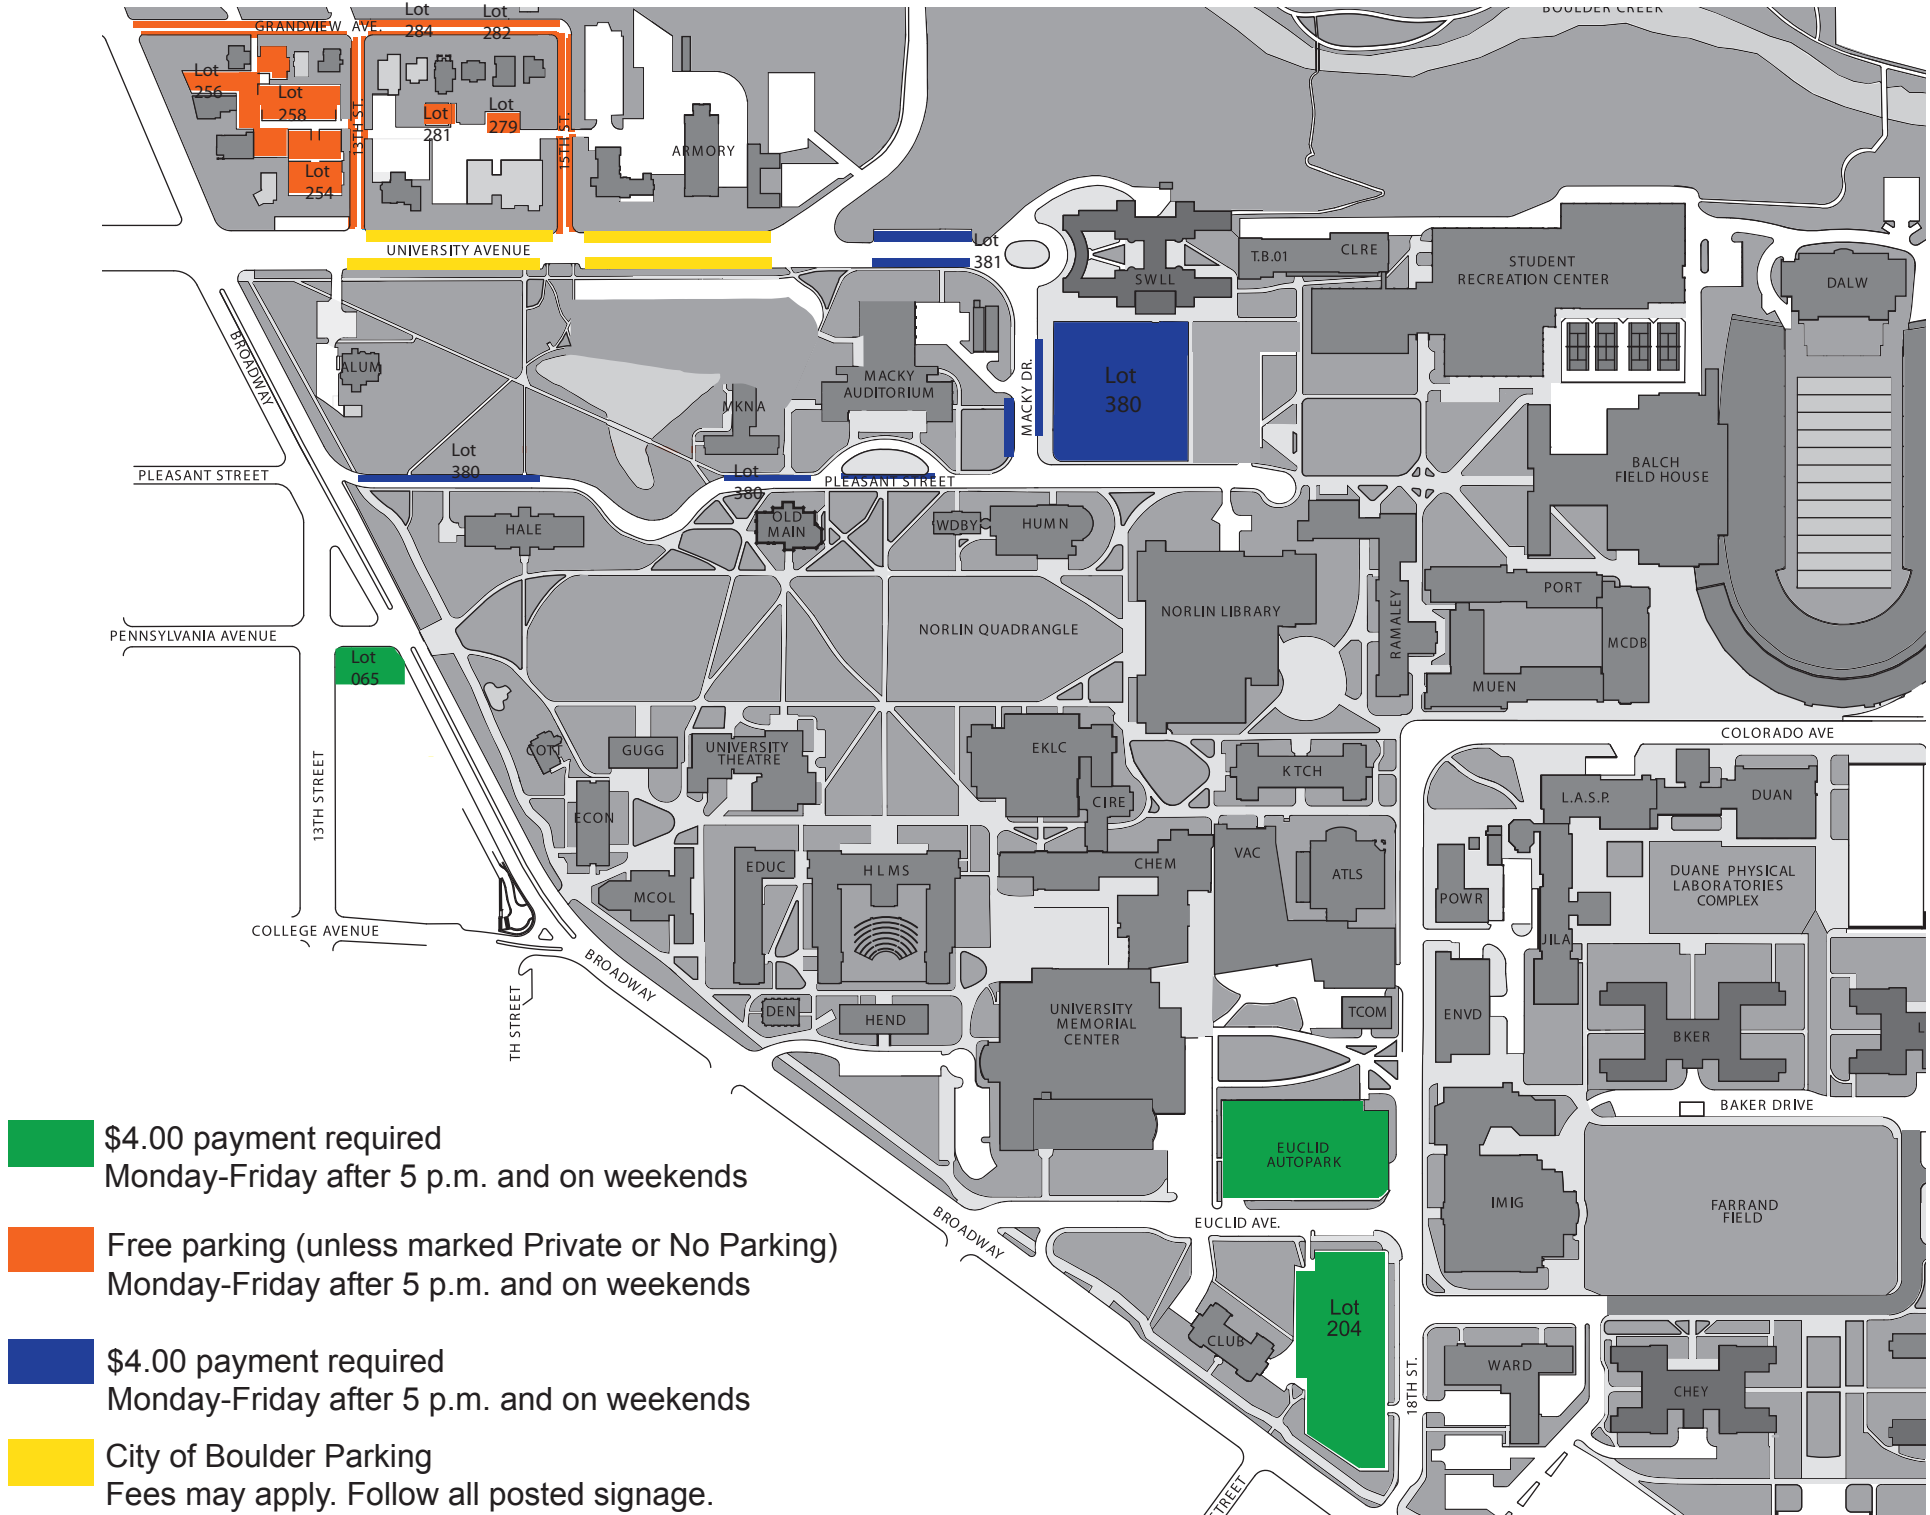 BOULDER CREEK
GRANDVIEW AVE.
Lot
284
Lot
282
Lot
256
Lot
258
Lot
281
Lot
279
Lot
254
13TH ST.
15TH ST.
ARMORY
UNIVERSITY AVENUE
Lot
381
SWLL
T.B.01
CLRE
STUDENT
RECREATION CENTER
DALW
BROADWAY
ALUM
MKNA
MACKY
AUDITORIUM
MACKY DR.
Lot
380
BALCH
FIELD HOUSE
PLEASANT STREET
Lot
380
Lot
380
PLEASANT STREET
HALE
OLD
MAIN
WDBY
HUMN
NORLIN LIBRARY
RAMALEY
PORT
MCDB
MUEN
PENNSYLVANIA AVENUE
Lot
065
NORLIN QUADRANGLE
COLORADO AVE
13TH STREET
COTT
GUGG
UNIVERSITY
THEATRE
EKLC
CIRE
KTCH
L.A.S.P.
DUAN
ECON
EDUC
HLMS
CHEM
VAC
ATLS
MCOL
POWR
DUANE PHYSICAL
LABORATORIES
COMPLEX
JILA
COLLEGE AVENUE
BROADWAY
TH STREET
DEN
HEND
UNIVERSITY
MEMORIAL
CENTER
TCOM
ENVD
BKER
L
BAKER DRIVE
EUCLID
AUTOPARK
IMIG
FARRAND
FIELD
BROADWAY
EUCLID AVE.
Lot
204
CLUB
18TH ST.
WARD
CHEY
STREET
$4.00 payment required
Monday-Friday after 5 p.m. and on weekends
Free parking (unless marked Private or No Parking)
Monday-Friday after 5 p.m. and on weekends
$4.00 payment required
Monday-Friday after 5 p.m. and on weekends
City of Boulder Parking
Fees may apply. Follow all posted signage.